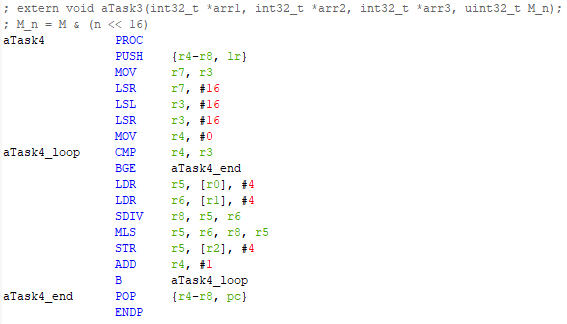 ; extern void aTask3(int32_t *arr1, int32_t *arr2, int32_t *arr3, uint32_t M_n);
; M_n = M & (n << 16)
aTask4 PROC
PUSH {r4-r8, lr}
MOV r7, r3
LSR r7, #16
LSL r3, #16
LSR r3, #16
MOV r4, #0
aTask4_loop CMP r4, r3
BGE aTask4_end
LDR r5, [r0], #4
LDR r6, [r1], #4
SDIV r8, r5, r6
MLS r5, r6, r8, r5
STR r5, [r2], #4
ADD r4, #1
B aTask4_loop
aTask4_end POP {r4-r8, pc}
ENDP